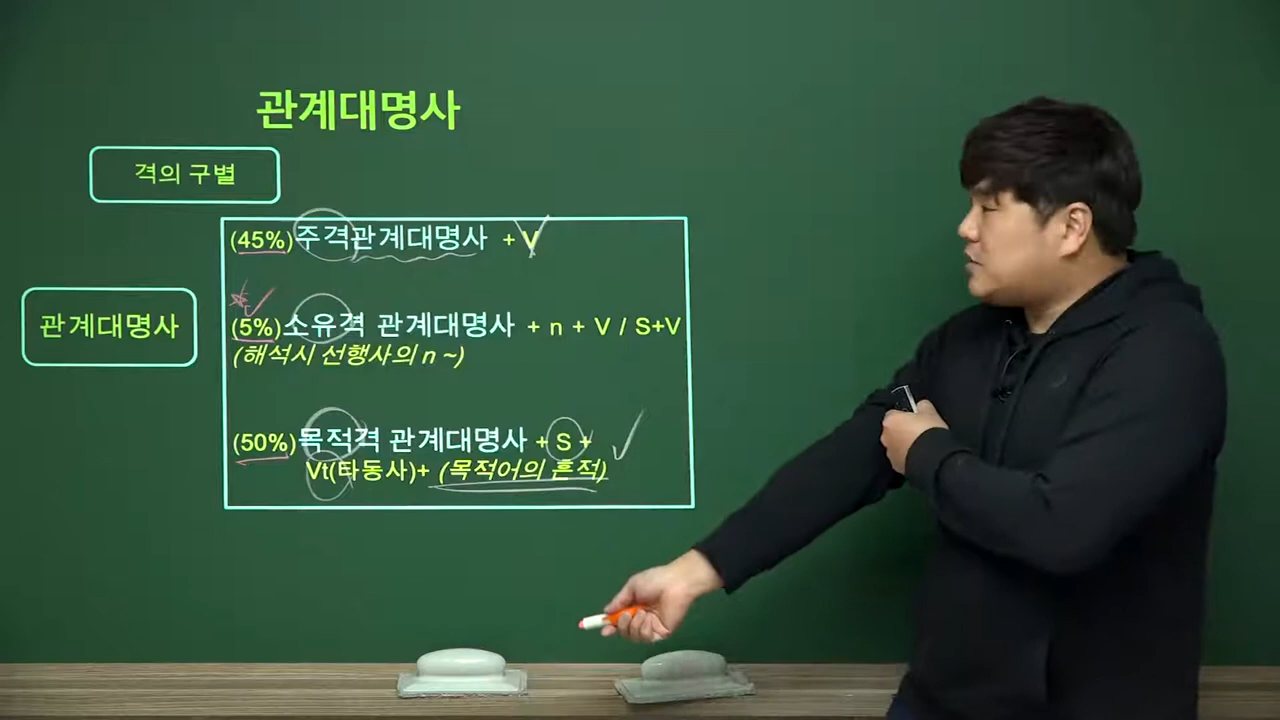 관계대명사
격의 구별
관계대명사
(45%)주격관계대명사 + V
(5%)소유격 관계대명사 + n + V / S+V
(해석시 선행사의 n ~)
(50%)목적격 관계대명사 + S +
Vt(타동사)+ (목적어의 흔적)